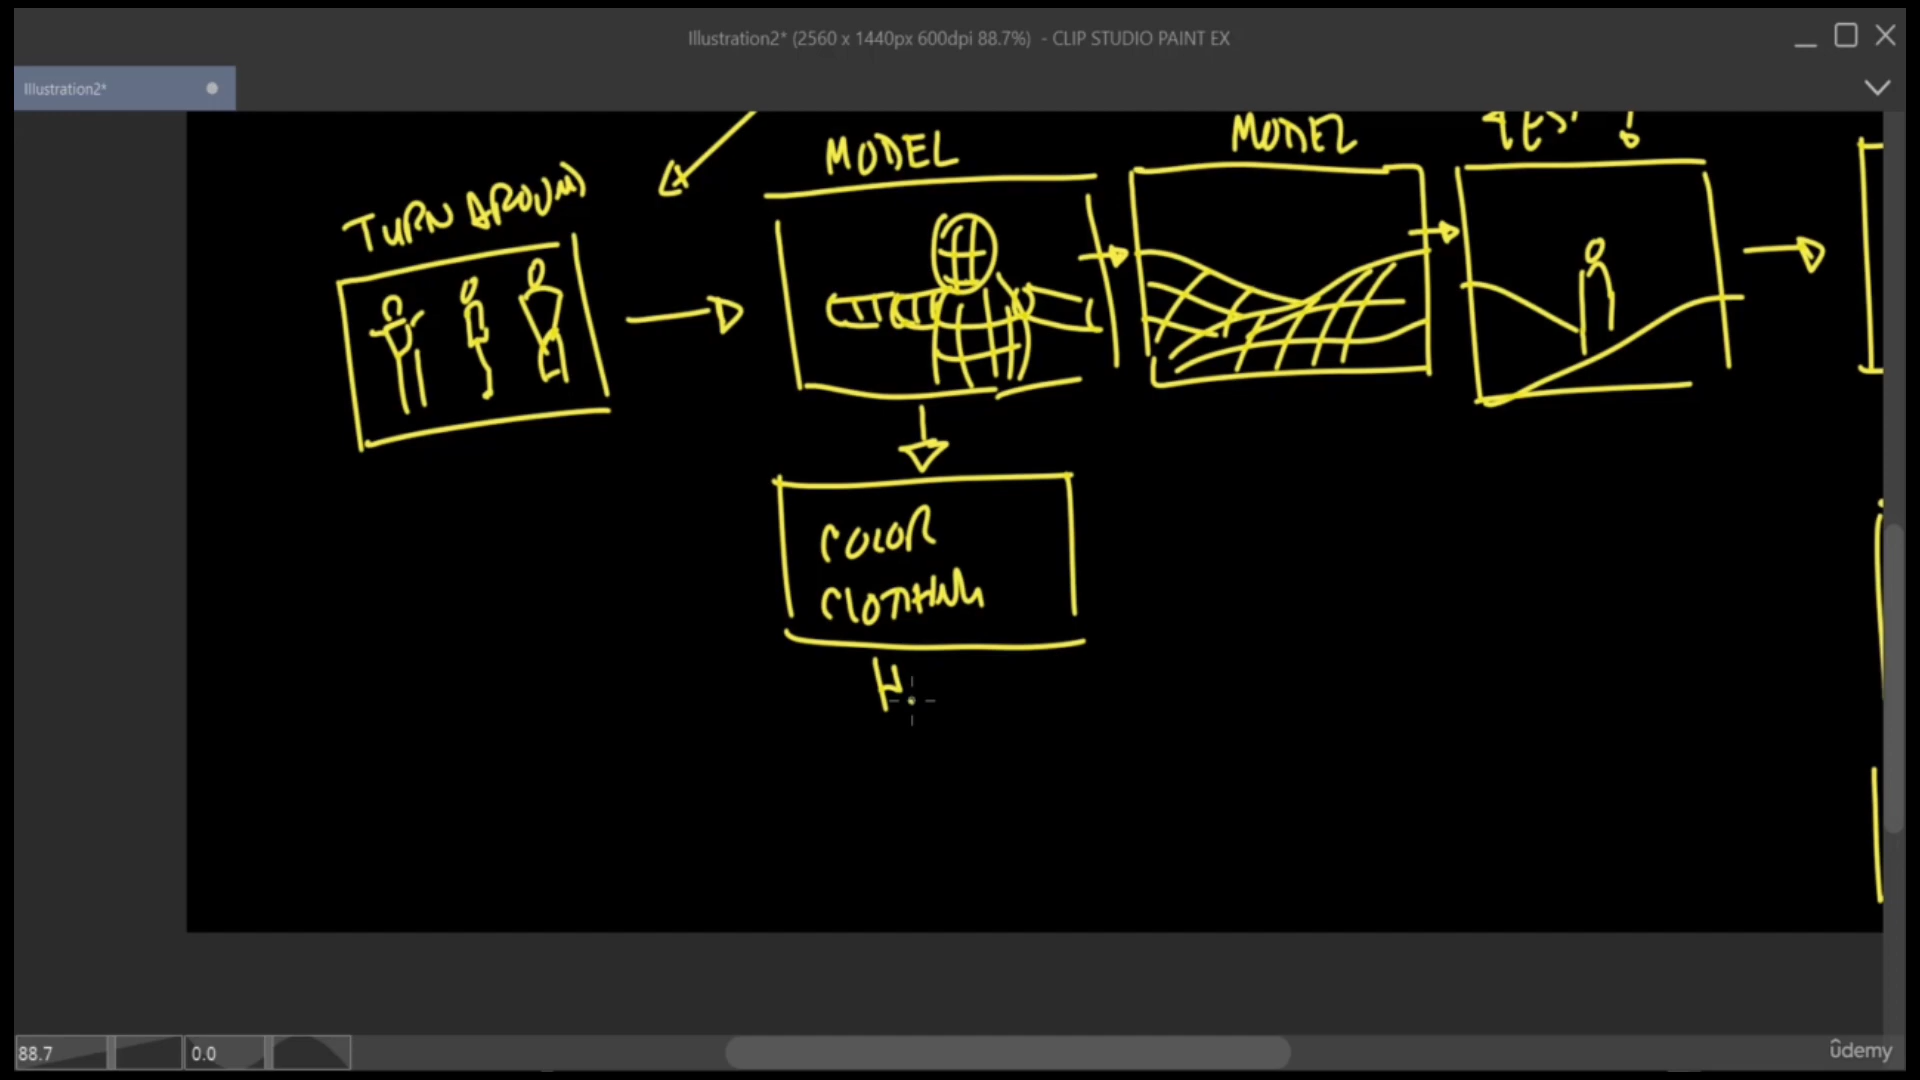 Illustration2* (2560 x 1440px 600dpi 88.7%) - CLIP STUDIO PAINT EX
Illustration2*
TURN AROUND
MODEL
MODEL
TEST !
COLOR
CLOTHING
H
88.7
0.0
ûdemy